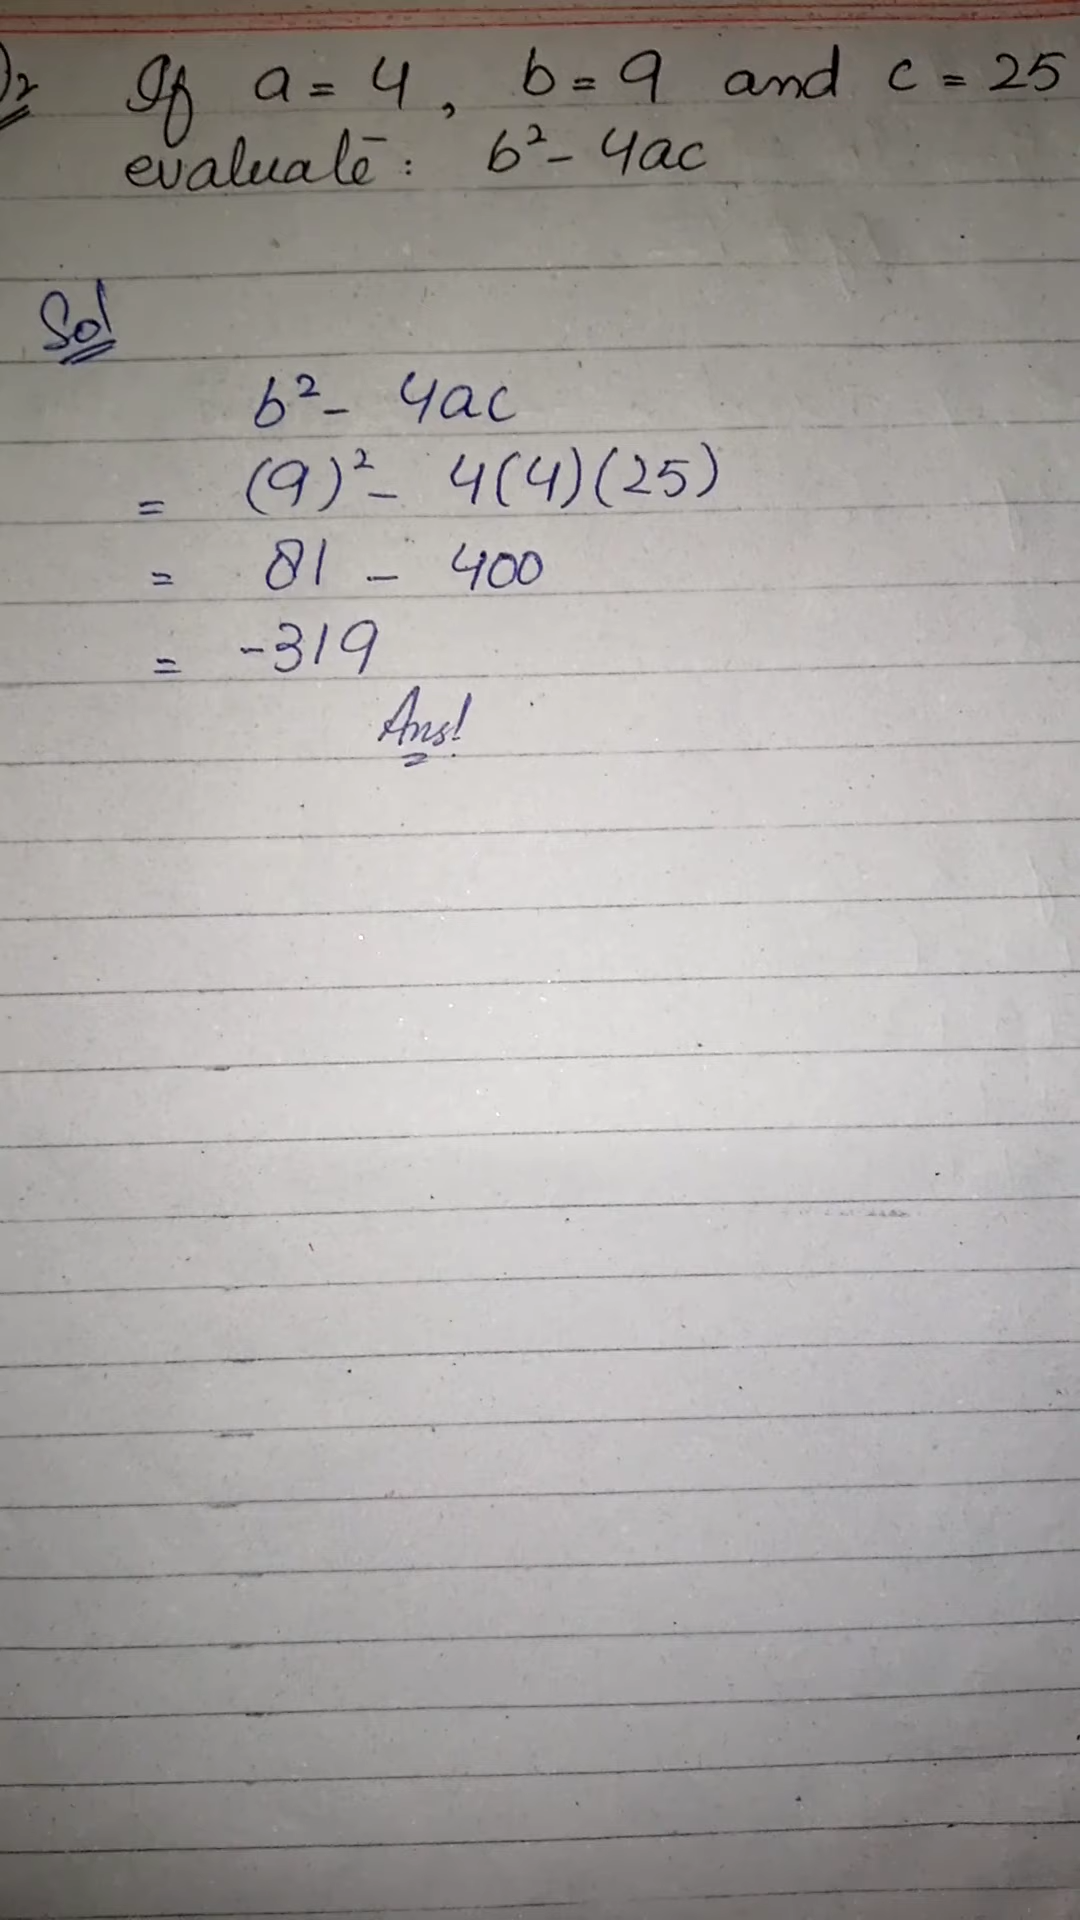 If a = 4, b = 9 and c = 25
evaluate : b² - 4ac
Sol
b² - 4ac
= (9)² - 4(4)(25)
= 81 - 400
= -319
Ans!